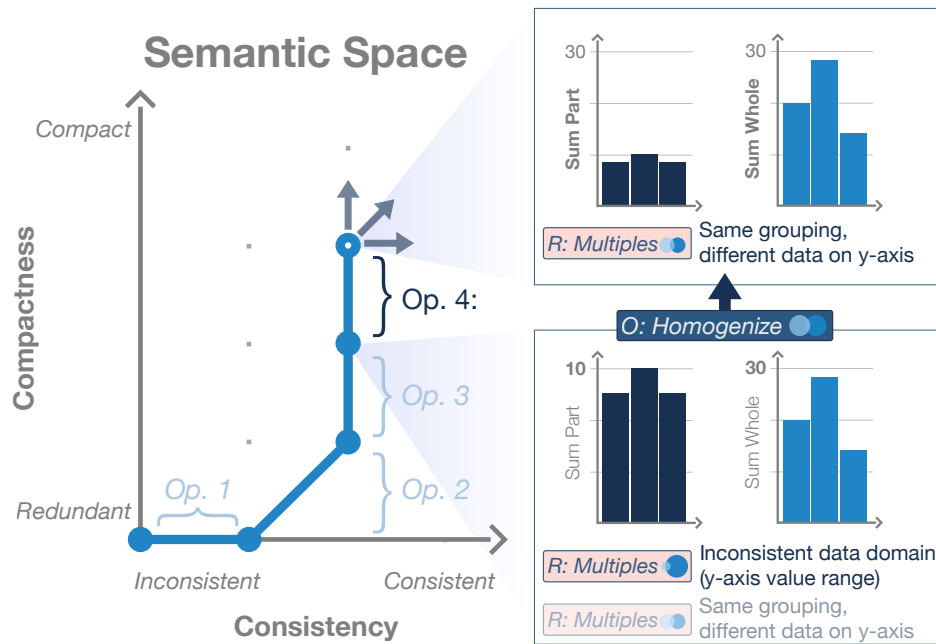 Semantic Space
Compact
Compactness
Redundant
Inconsistent
Consistent
Consistency
Op. 1
Op. 2
Op. 3
Op. 4:
30
Sum Part
30
Sum Whole
R: Multiples
Same grouping,
different data on y-axis
O: Homogenize
10
Sum Part
30
Sum Whole
R: Multiples
Inconsistent data domain
(y-axis value range)
R: Multiples
Same grouping,
different data on y-axis